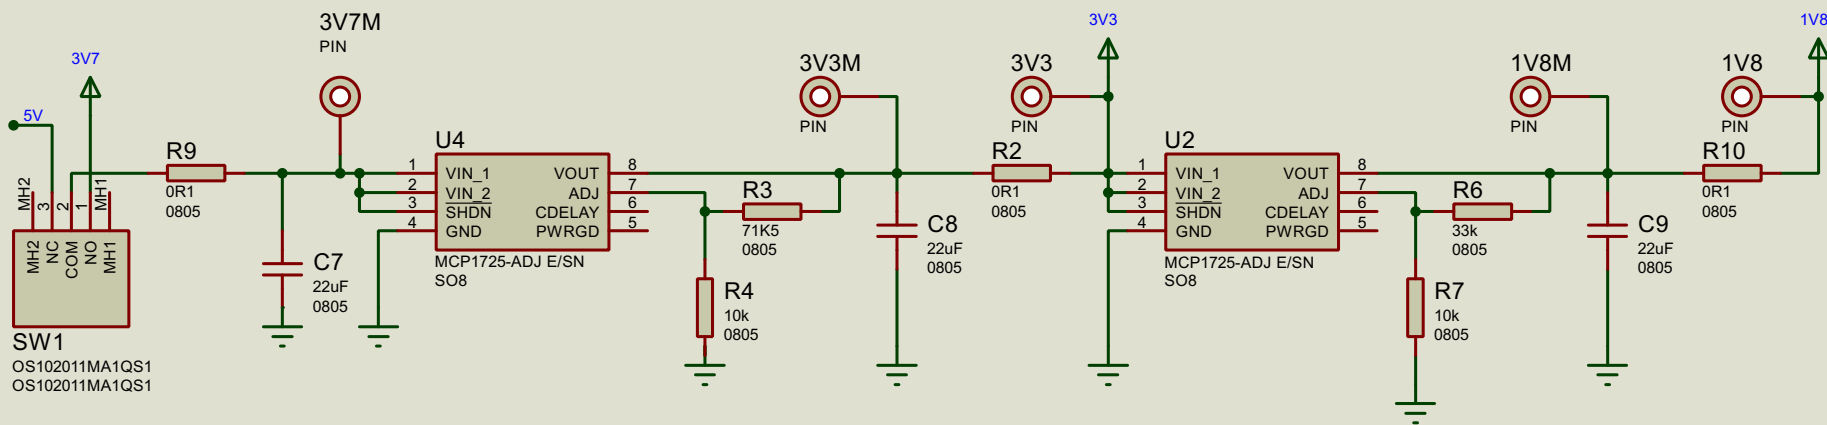 3V7M
PIN
3V7
5V
R9
0R1
0805
MH2
3
2
1
MH1
MH2
NC
COM
NO
MH1
SW1
OS102011MA1QS1
OS102011MA1QS1
C7
22uF
0805
U4
1
2
3
4
VIN_1
VIN_2
SHDN
GND
VOUT
ADJ
CDELAY
PWRGD
8
7
6
5
MCP1725-ADJ E/SN
SO8
R3
71K5
0805
R4
10k
0805
3V3M
PIN
C8
22uF
0805
R2
0R1
0805
3V3
PIN
3V3
U2
1
2
3
4
VIN_1
VIN_2
SHDN
GND
VOUT
ADJ
CDELAY
PWRGD
8
7
6
5
MCP1725-ADJ E/SN
SO8
R6
33k
0805
R7
10k
0805
1V8M
PIN
C9
22uF
0805
R10
0R1
0805
1V8
PIN
1V8